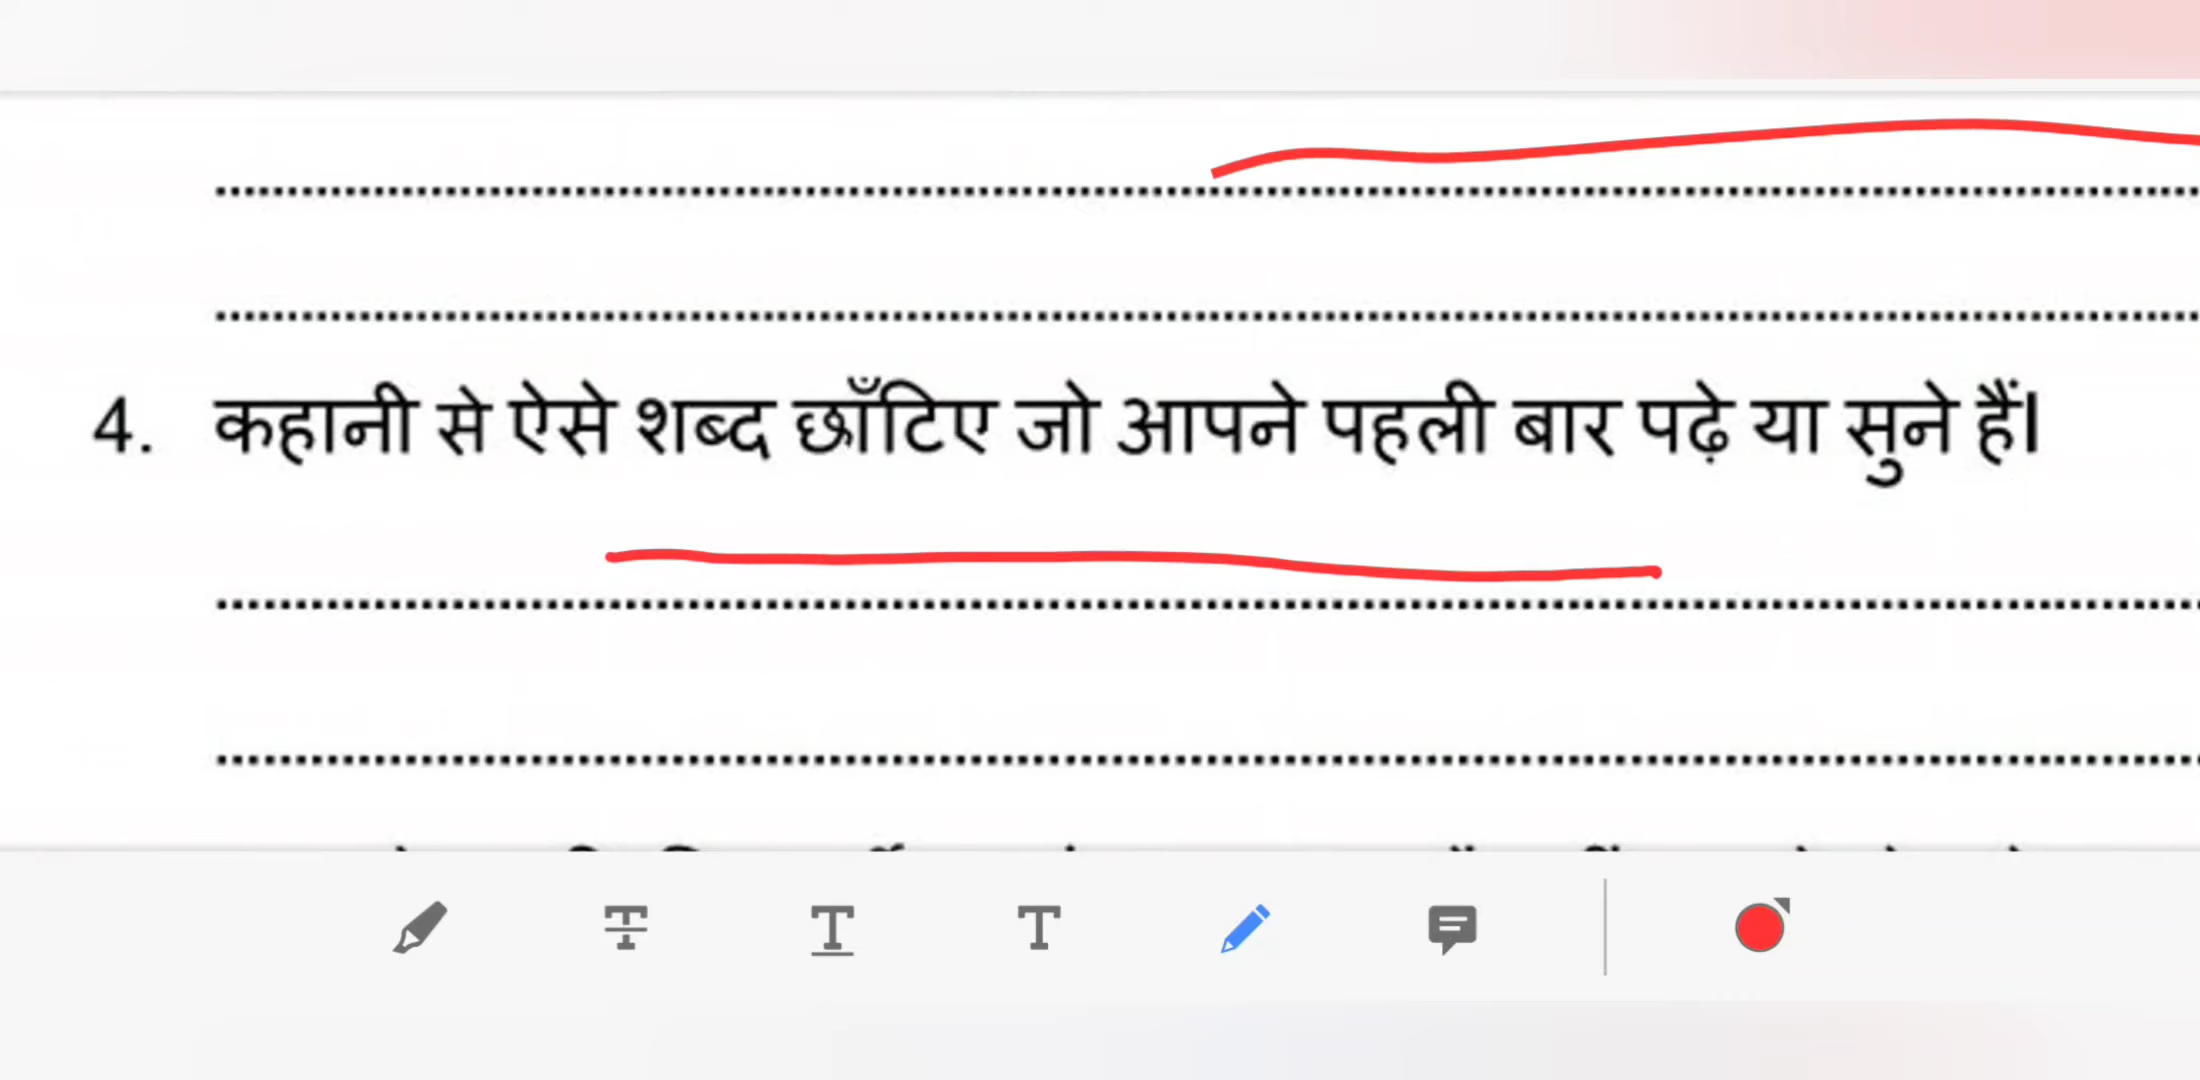 4. कहानी से ऐसे शब्द छाँटिए जो आपने पहली बार पढ़े या सुने हैं।